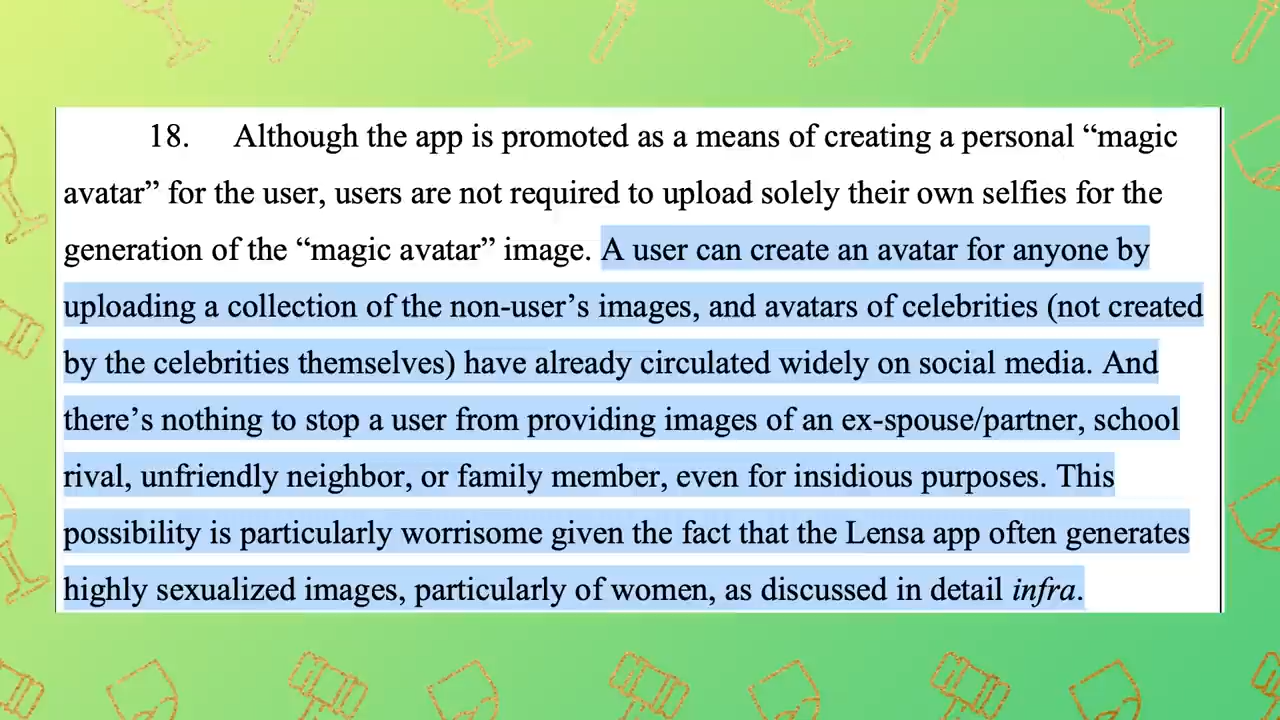 18. Although the app is promoted as a means of creating a personal “magic
avatar” for the user, users are not required to upload solely their own selfies for the
generation of the “magic avatar” image. A user can create an avatar for anyone by
uploading a collection of the non-user’s images, and avatars of celebrities (not created
by the celebrities themselves) have already circulated widely on social media. And
there’s nothing to stop a user from providing images of an ex-spouse/partner, school
rival, unfriendly neighbor, or family member, even for insidious purposes. This
possibility is particularly worrisome given the fact that the Lensa app often generates
highly sexualized images, particularly of women, as discussed in detail infra.